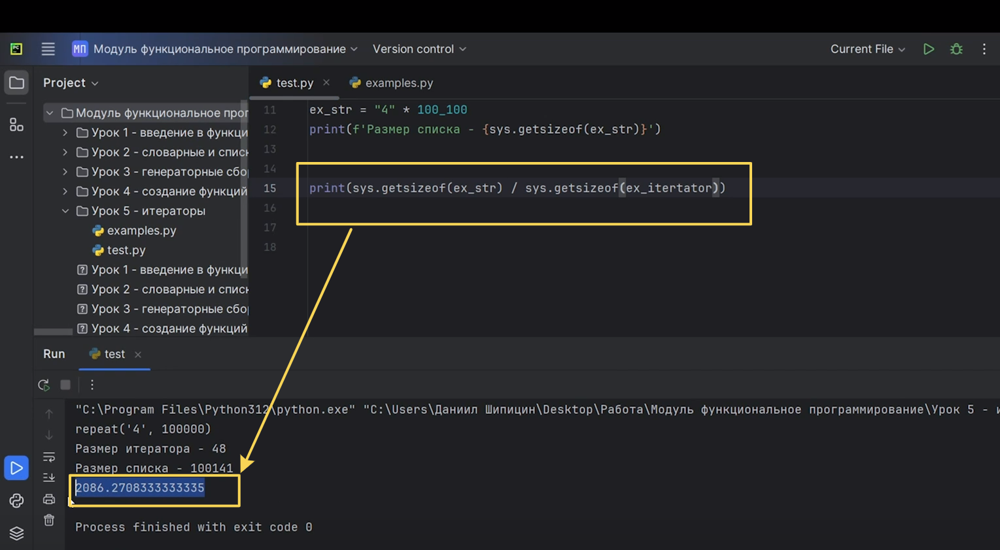 PC
МП Модуль функциональное программирование Version control Current File
Project
test.py examples.py
Модуль функциональное прог
Урок 1 - введение в функци
Урок 2 - словарные и списк
Урок 3 - генераторные сбор
Урок 4 - создание функций
Урок 5 - итераторы
examples.py
test.py
Урок 1 - введение в функци
Урок 2 - словарные и списк
Урок 3 - генераторные сбор
Урок 4 - создание функций
11 ex_str = "4" * 100_100
12 print(f'Размер списка - {sys.getsizeof(ex_str)}')
13
14
15 print(sys.getsizeof(ex_str) / sys.getsizeof(ex_itertator))
16
17
18
Run test
"C:\Program Files\Python312\python.exe" "C:\Users\Даниил Шипицин\Desktop\Работа\Модуль функциональное программирование\Урок 5 - и
repeat('4', 100000)
Размер итератора - 48
Размер списка - 100141
2086.2708333333335
Process finished with exit code 0